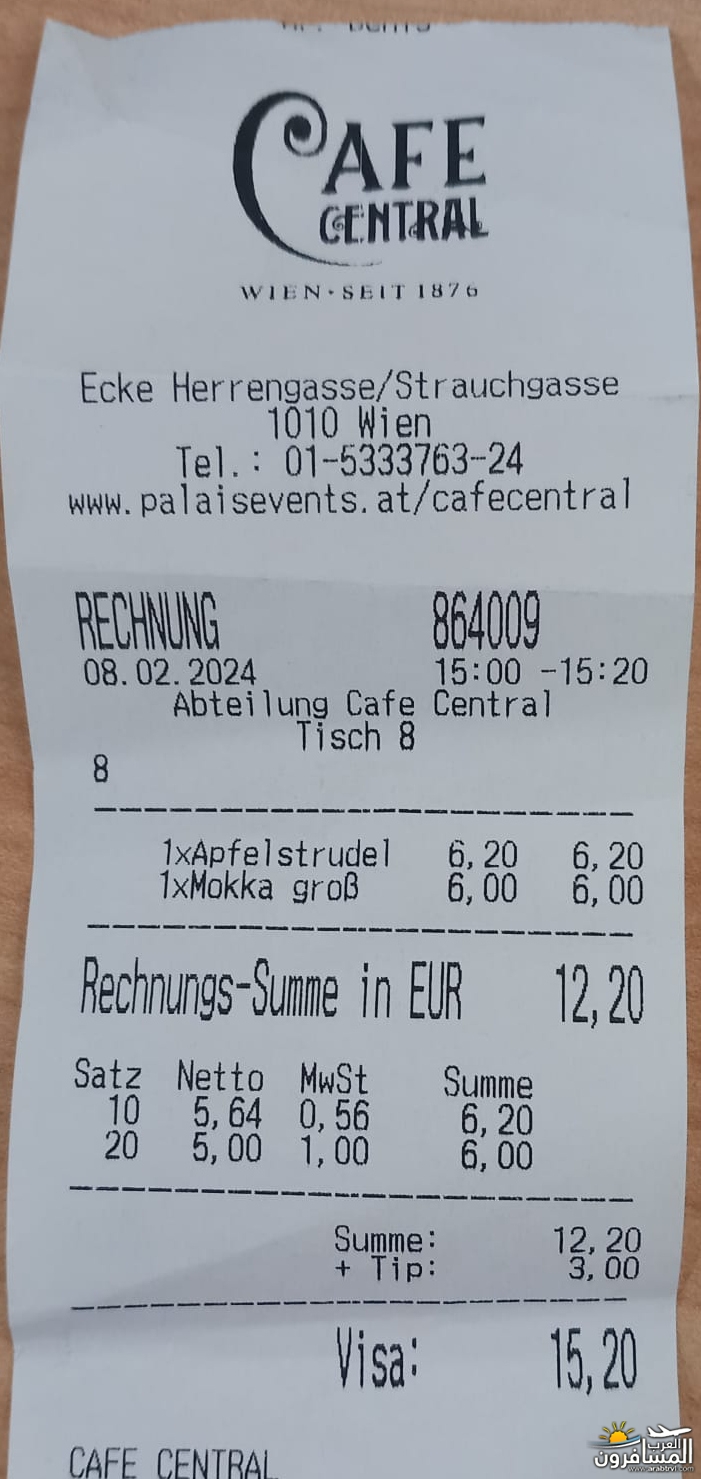 CAFE
CENTRAL
WIEN·SEIT 1876
Ecke Herrengasse/Strauchgasse
1010 Wien
Tel.: 01-5333763-24
www.palaisevents.at/cafecentral
RECHNUNG 864009
08.02.2024 15:00 -15:20
Abteilung Cafe Central
Tisch 8
8
1xApfelstrudel 6,20 6,20
1xMokka groß 6,00 6,00
Rechnungs-Summe in EUR 12,20
Satz Netto MwSt Summe
10 5,64 0,56 6,20
20 5,00 1,00 6,00
Summe: 12,20
+ Tip: 3,00
Visa: 15,20
CAFE CENTRAL
العرب
المسافرون
www.arabtrvl.com